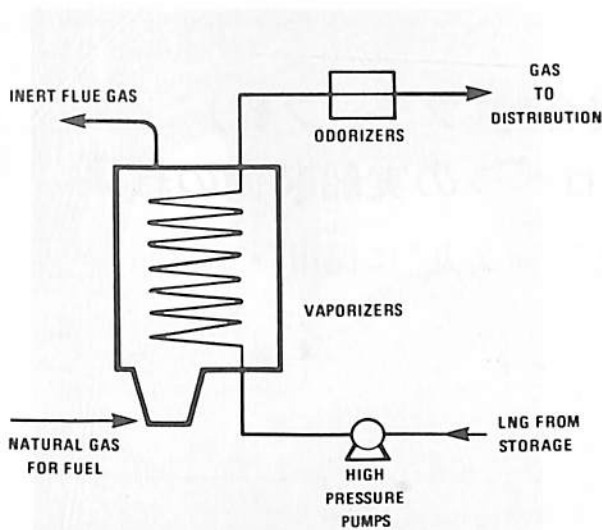 INERT FLUE GAS
GAS
TO
DISTRIBUTION
ODORIZERS
VAPORIZERS
NATURAL GAS
FOR FUEL
LNG FROM
STORAGE
HIGH
PRESSURE
PUMPS